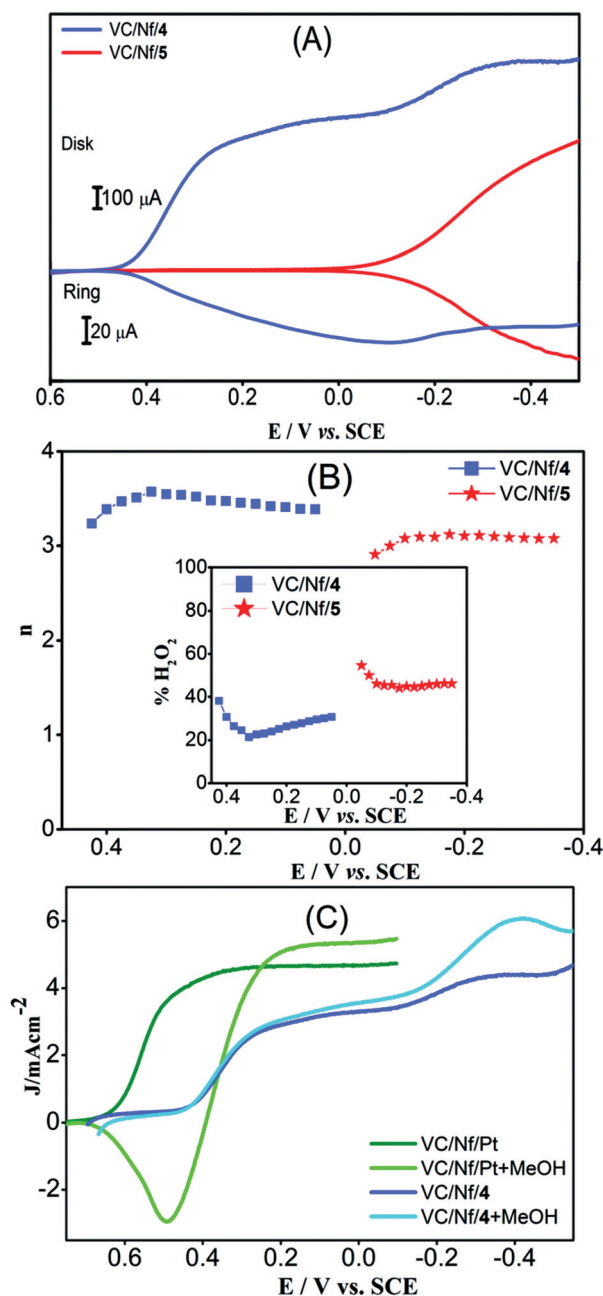 (A)
VC/Nf/4
VC/Nf/5
Disk
100 μA
Ring
20 μA
0.6 0.4 0.2 0.0 -0.2 -0.4
E / V vs. SCE
(B)
VC/Nf/4
VC/Nf/5
n
4
3
2
1
0
0.4 0.2 0.0 -0.2 -0.4
E / V vs. SCE
VC/Nf/4
VC/Nf/5
% H2O2
100
80
60
40
20
0
0.4 0.2 0.0 -0.2 -0.4
E / V vs. SCE
(C)
J/mAcm-2
6
4
2
0
-2
VC/Nf/Pt
VC/Nf/Pt+MeOH
VC/Nf/4
VC/Nf/4+MeOH
0.6 0.4 0.2 0.0 -0.2 -0.4
E / V vs. SCE